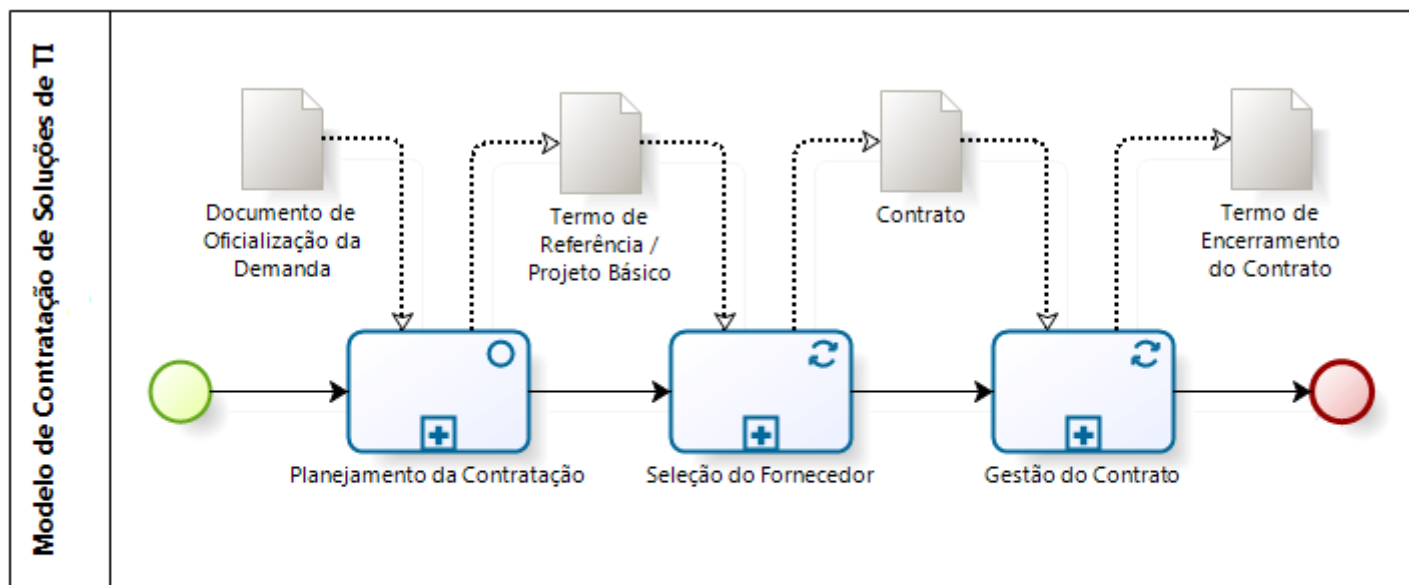 Modelo de Contratação de Soluções de TI
Documento de
Oficialização da
Demanda
Termo de
Referência /
Projeto Básico
Contrato
Termo de
Encerramento
do Contrato
Planejamento da Contratação
Seleção do Fornecedor
Gestão do Contrato